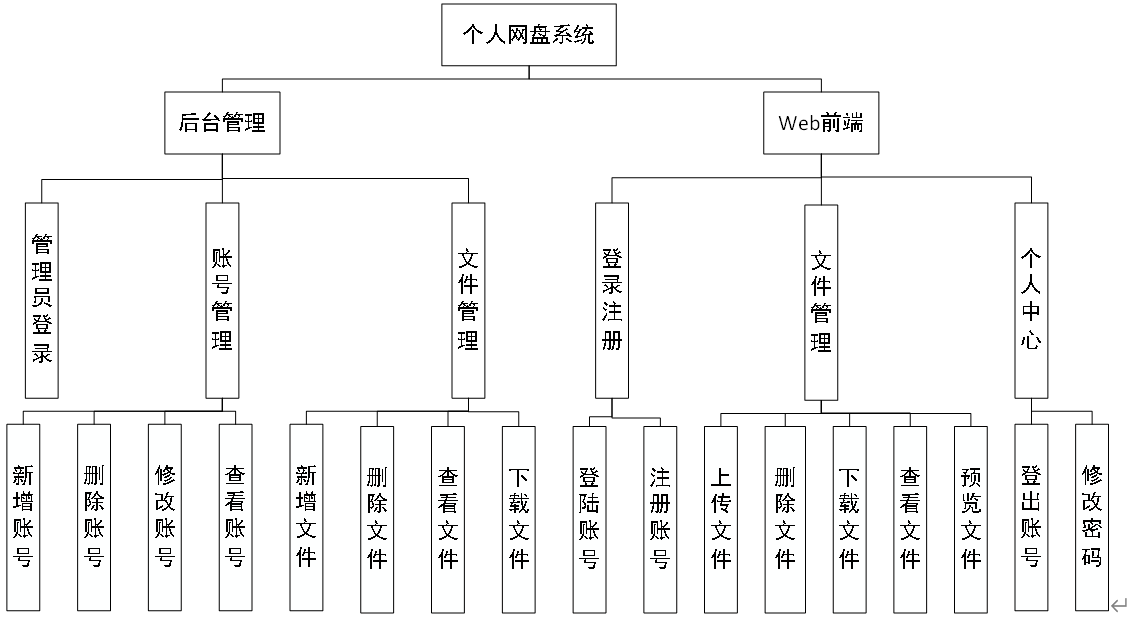 个人网盘系统
后台管理
Web前端
管理员登录
账号管理
文件管理
登录注册
文件管理
个人中心
新增账号
删除账号
修改账号
查看账号
新增文件
删除文件
查看文件
下载文件
登陆账号
注册账号
上传文件
删除文件
下载文件
查看文件
预览文件
登出账号
修改密码